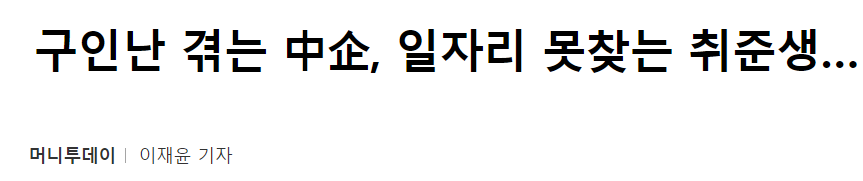 구인난 겪는 中企, 일자리 못찾는 취준생...
머니투데이 | 이재윤 기자